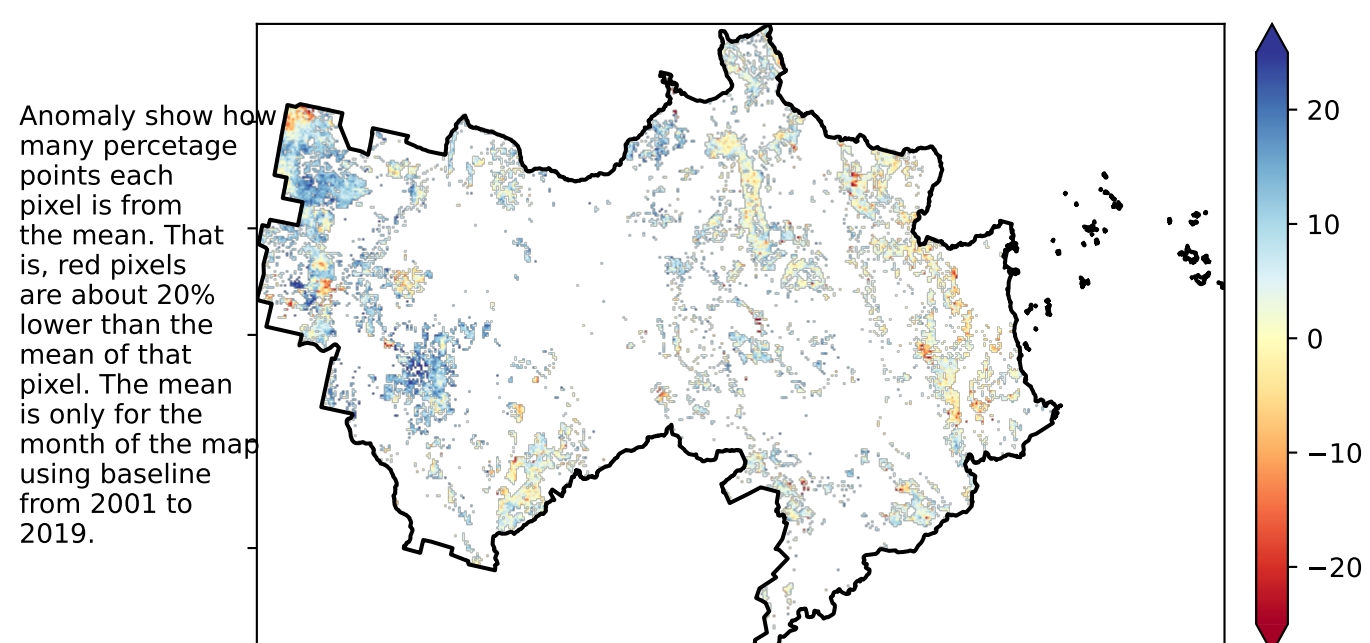 Anomaly show how
many percetage
points each
pixel is from
the mean. That
is, red pixels
are about 20%
lower than the
mean of that
pixel. The mean
is only for the
month of the map
using baseline
from 2001 to
2019.
20
10
0
−10
−20